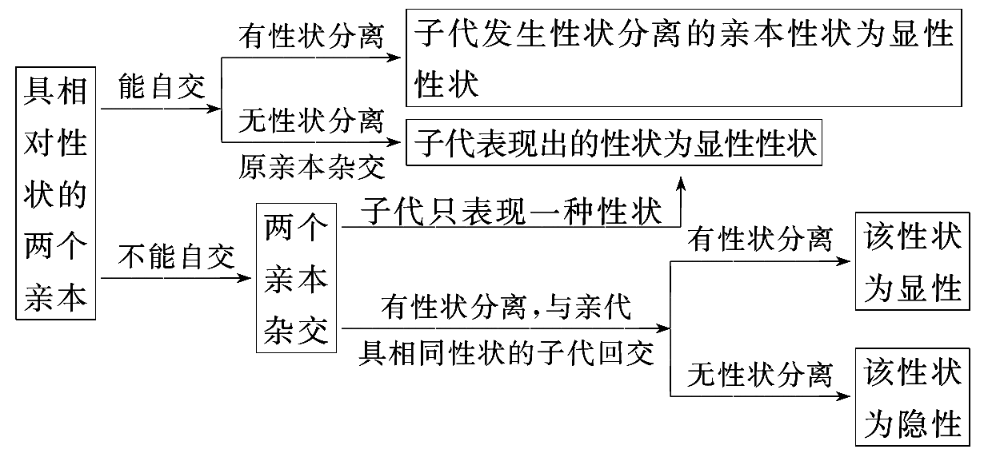 具相
对性
状的
两个
亲本
能自交
有性状分离
子代发生性状分离的亲本性状为显性
性状
无性状分离
原亲本杂交
子代表现出的性状为显性性状
不能自交
两个
亲本
杂交
子代只表现一种性状
有性状分离,与亲代
具相同性状的子代回交
有性状分离
该性状
为显性
无性状分离
该性状
为隐性